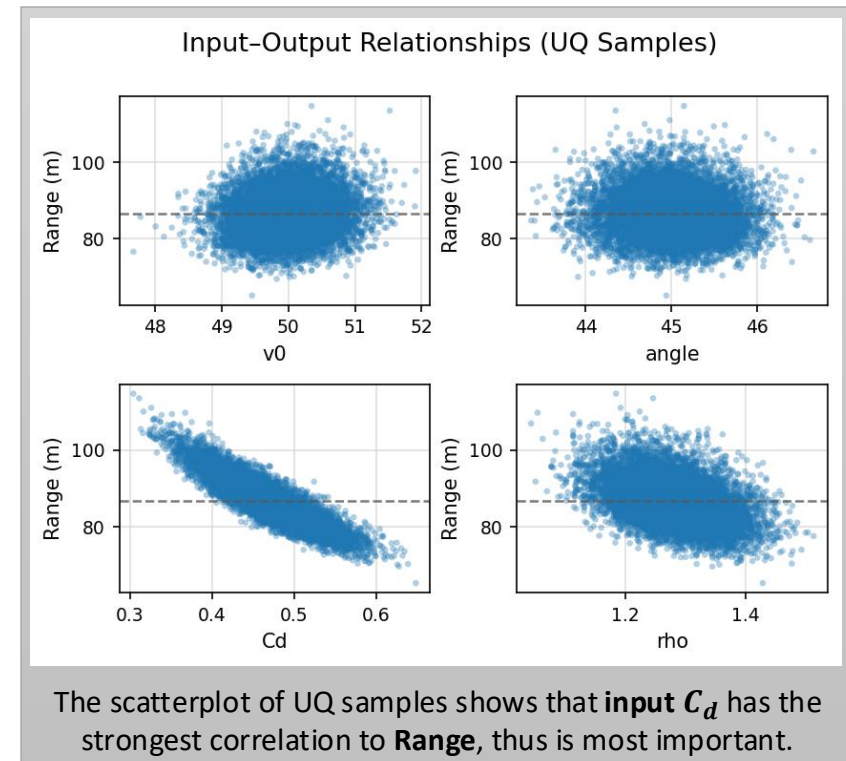 Input–Output Relationships (UQ Samples)
Range (m)
100
80
48 49 50 51 52
v0
Range (m)
100
80
44 45 46
angle
Range (m)
100
80
0.3 0.4 0.5 0.6
Cd
Range (m)
100
80
1.2 1.4
rho
The scatterplot of UQ samples shows that input C_d has the
strongest correlation to Range, thus is most important.